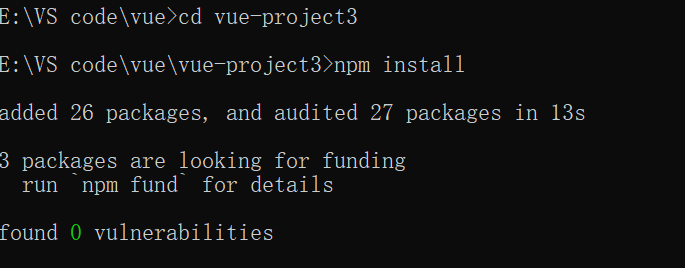 E:\VS code\vue>cd vue-project3
E:\VS code\vue\vue-project3>npm install
added 26 packages, and audited 27 packages in 13s
3 packages are looking for funding
run `npm fund` for details
found 0 vulnerabilities